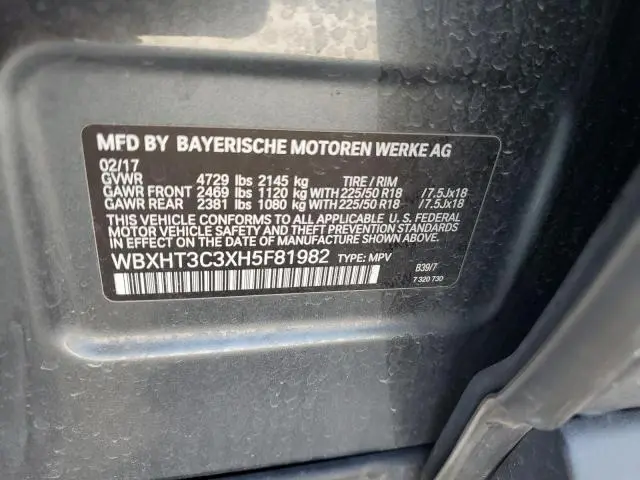 MFD BY BAYERISCHE MOTOREN WERKE AG
02/17
GVWR 4729 lbs 2145 kg TIRE / RIM
GAWR FRONT 2469 lbs 1120 kg WITH 225/50 R18 /7.5Jx18
GAWR REAR 2381 lbs 1080 kg WITH 225/50 R18 /7.5Jx18
THIS VEHICLE CONFORMS TO ALL APPLICABLE U. S. FEDERAL
MOTOR VEHICLE SAFETY AND THEFT PREVENTION STANDARDS
IN EFFECT ON THE DATE OF MANUFACTURE SHOWN ABOVE.
WBXHT3C3XH5F81982 TYPE: MPV
B39/7
7 320 730